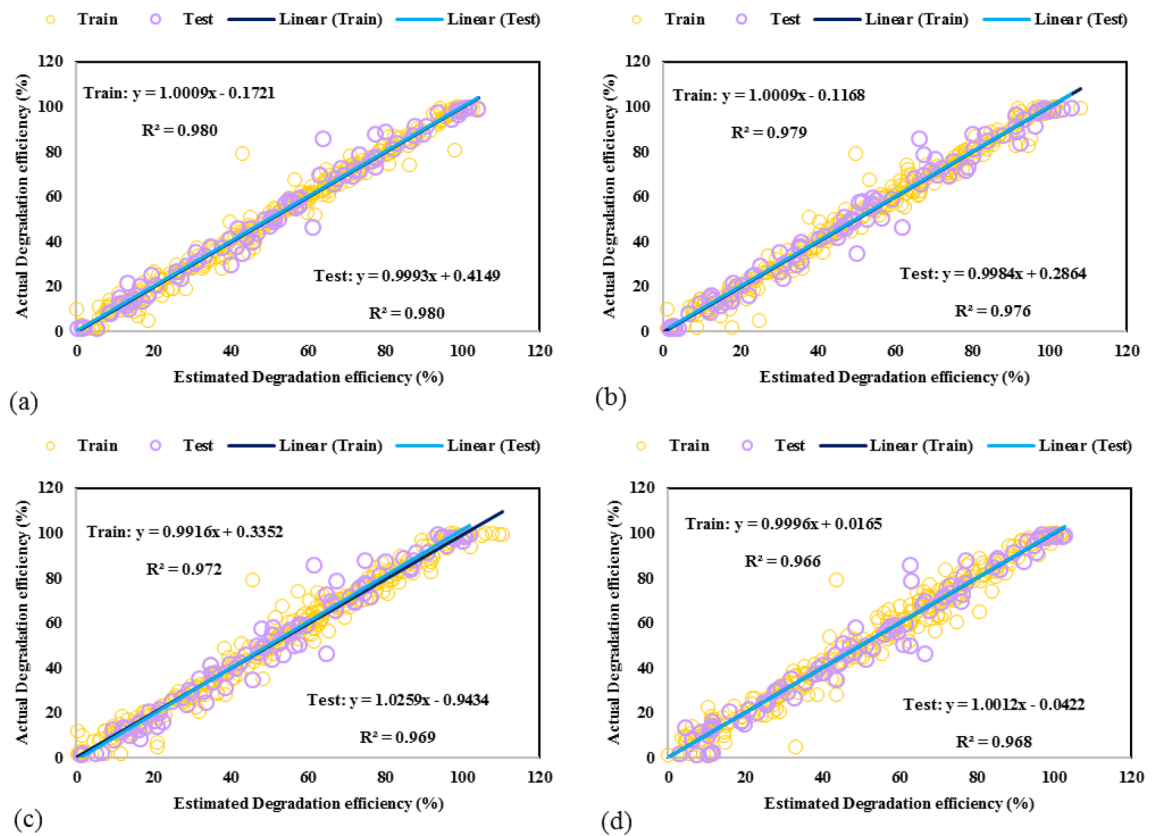 Train Test Linear (Train) Linear (Test)
120
100
80
60
40
20
0
Actual Degradation efficiency (%)
Train: y = 1.0009x - 0.1721
R² = 0.980
Test: y = 0.9993x + 0.4149
R² = 0.980
0 20 40 60 80 100 120
Estimated Degradation efficiency (%)
(a)
Train Test Linear (Train) Linear (Test)
120
100
80
60
40
20
0
Actual Degradation efficiency (%)
Train: y = 1.0009x - 0.1168
R² = 0.979
Test: y = 0.9984x + 0.2864
R² = 0.976
0 20 40 60 80 100 120
Estimated Degradation efficiency (%)
(b)
Train Test Linear (Train) Linear (Test)
120
100
80
60
40
20
0
Actual Degradation efficiency (%)
Train: y = 0.9916x + 0.3352
R² = 0.972
Test: y = 1.0259x - 0.9434
R² = 0.969
0 20 40 60 80 100 120
Estimated Degradation efficiency (%)
(c)
Train Test Linear (Train) Linear (Test)
120
100
80
60
40
20
0
Actual Degradation efficiency (%)
Train: y = 0.9996x + 0.0165
R² = 0.966
Test: y = 1.0012x - 0.0422
R² = 0.968
0 20 40 60 80 100 120
Estimated Degradation efficiency (%)
(d)